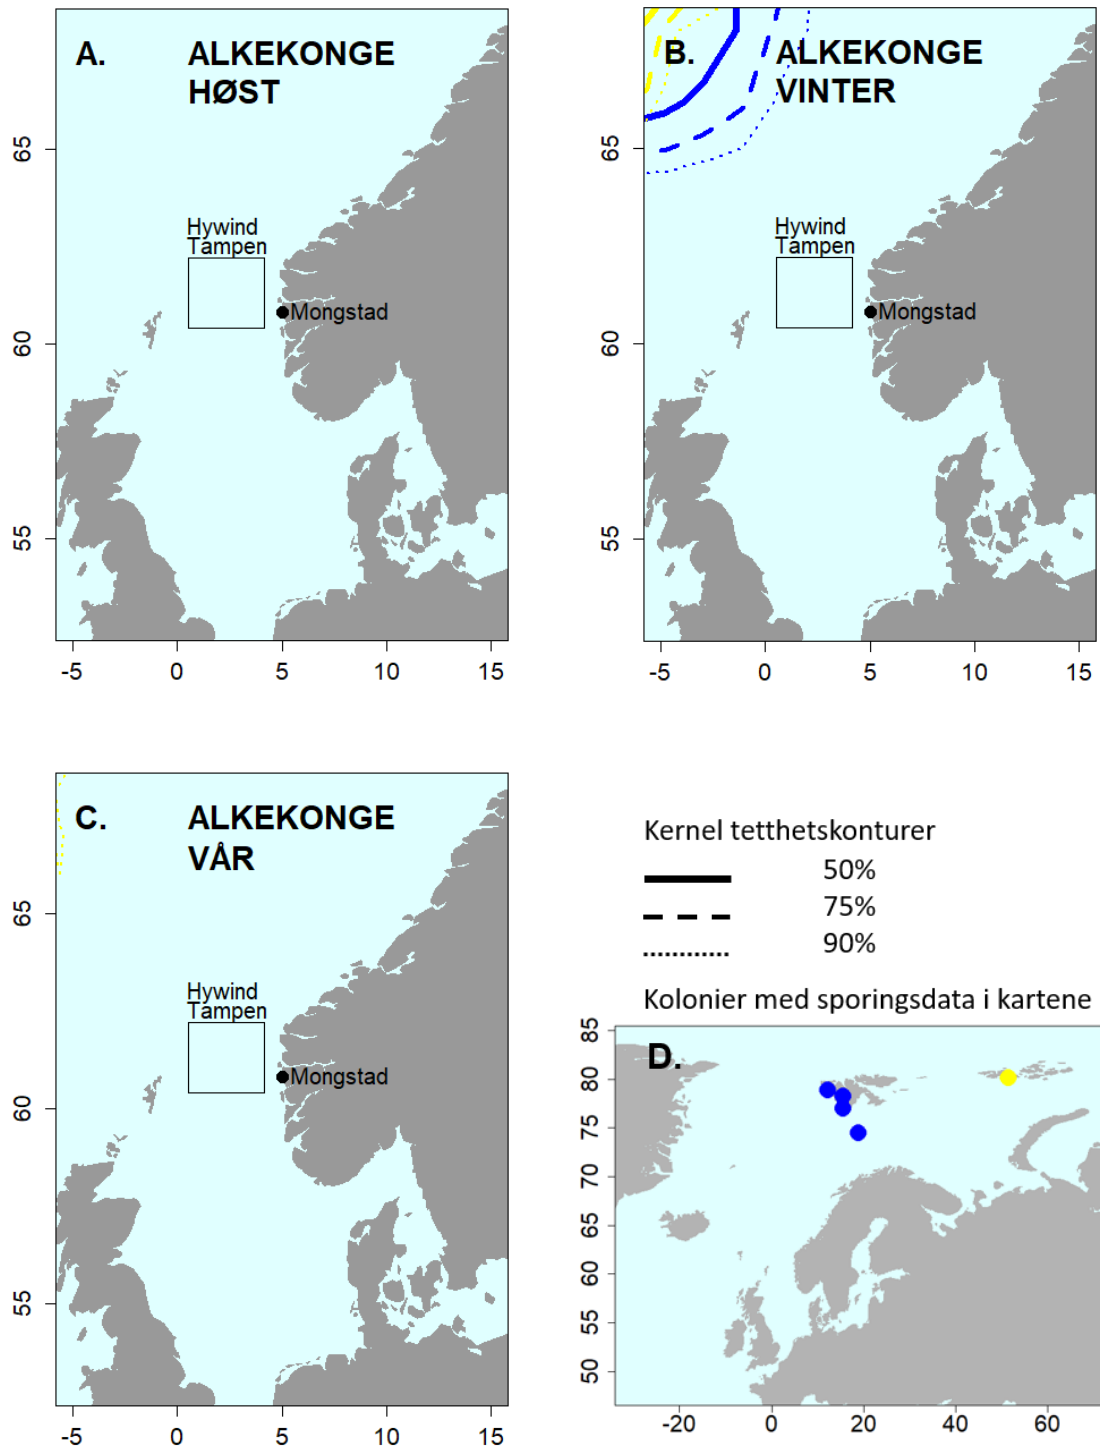 A.
ALKEKONGE
HØST
65
60
55
Hywind
Tampen
Mongstad
-5 0 5 10 15
B.
ALKEKONGE
VINTER
65
60
55
Hywind
Tampen
Mongstad
-5 0 5 10 15
C.
ALKEKONGE
VÅR
65
60
55
Hywind
Tampen
Mongstad
-5 0 5 10 15
Kernel tetthetskonturer
50%
75%
90%
Kolonier med sporingsdata i kartene
D.
85
80
75
70
65
60
55
50
-20 0 20 40 60